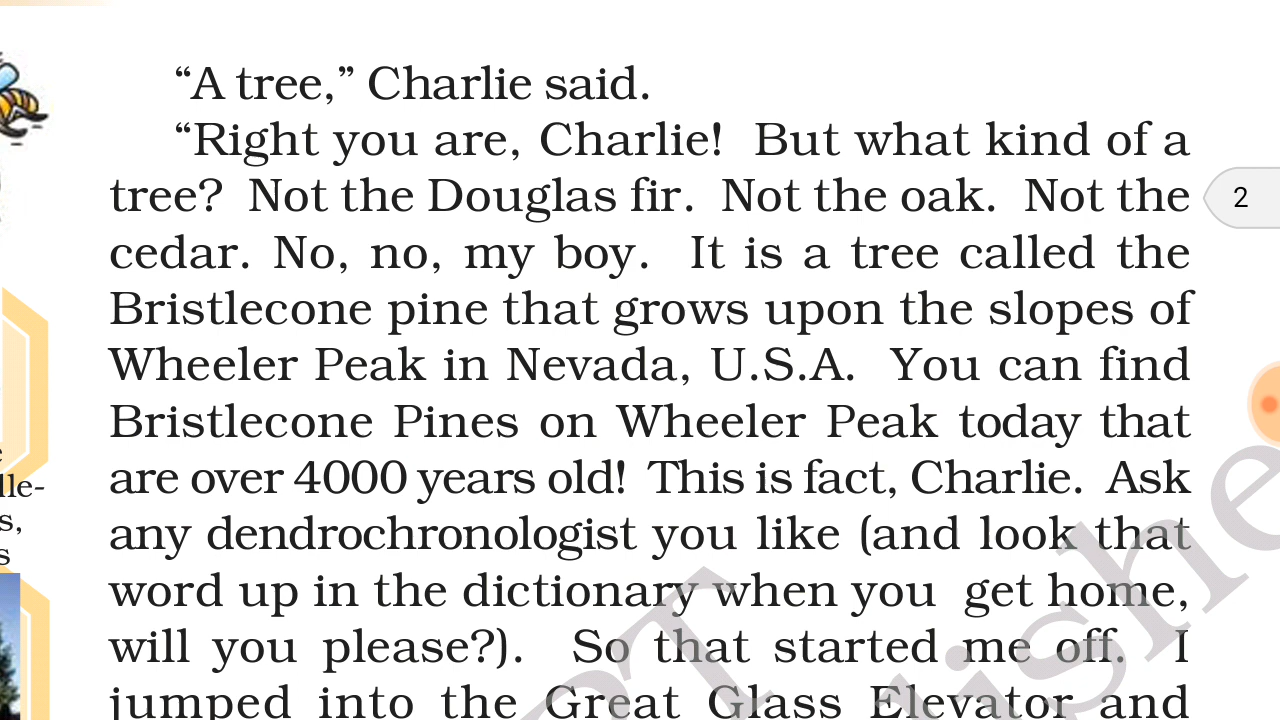 “A tree,” Charlie said.
“Right you are, Charlie! But what kind of a
tree? Not the Douglas fir. Not the oak. Not the
cedar. No, no, my boy. It is a tree called the
Bristlecone pine that grows upon the slopes of
Wheeler Peak in Nevada, U.S.A. You can find
Bristlecone Pines on Wheeler Peak today that
are over 4000 years old! This is fact, Charlie. Ask
any dendrochronologist you like (and look that
word up in the dictionary when you get home,
will you please?). So that started me off. I
jumped into the Great Glass Elevator and
2
lle-
s,
s